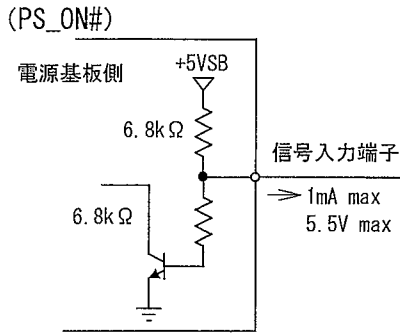 (PS_ON#)
電源基板側
+5VSB
6.8kΩ
信号入力端子
1mA max
5.5V max
6.8kΩ